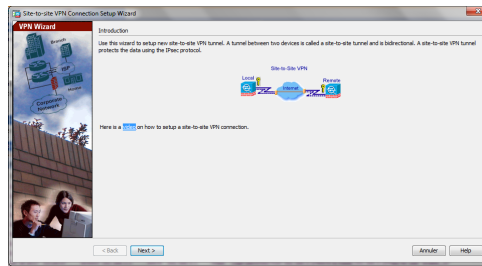 Site-to-site VPN Connection Setup Wizard
VPN Wizard
Branch
ISP
Home
Corporate Network
Introduction
Use this wizard to setup new site-to-site VPN tunnel. A tunnel between two devices is called a site-to-site tunnel and is bidirectional. A site-to-site VPN tunnel
protects the data using the IPsec protocol.
Site-to-Site VPN
Local
Internet
Remote
Here is a video on how to setup a site-to-site VPN connection.
< Back
Next >
Annuler
Help